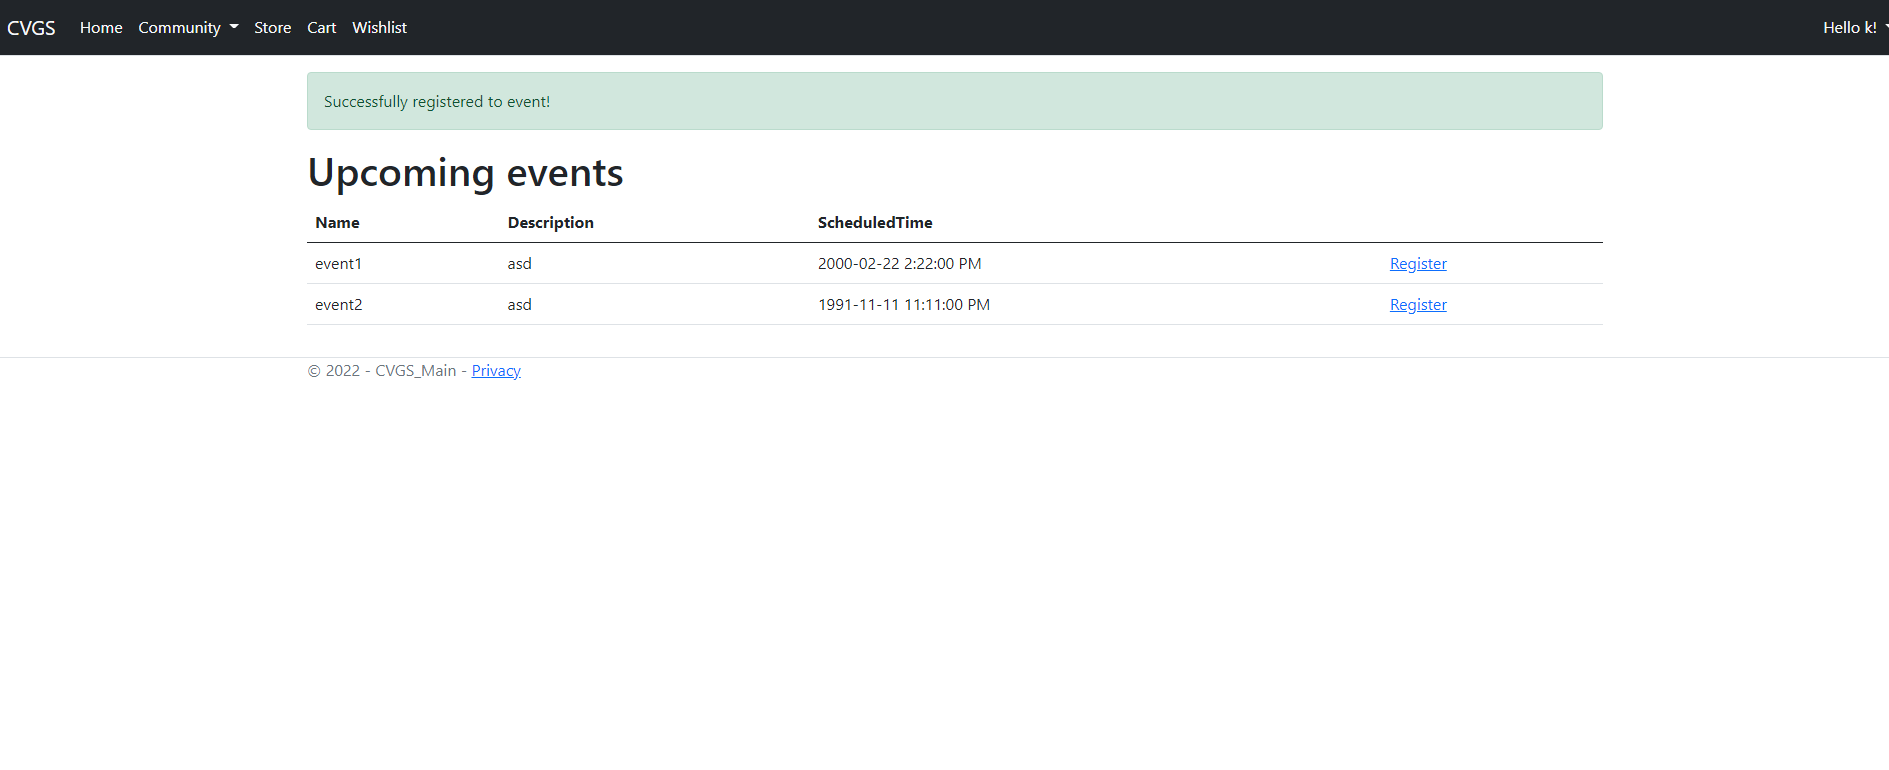 CVGS Home Community Store Cart Wishlist Hello k!
Successfully registered to event!
Upcoming events
Name Description ScheduledTime
event1 asd 2000-02-22 2:22:00 PM Register
event2 asd 1991-11-11 11:11:00 PM Register
© 2022 - CVGS_Main - Privacy